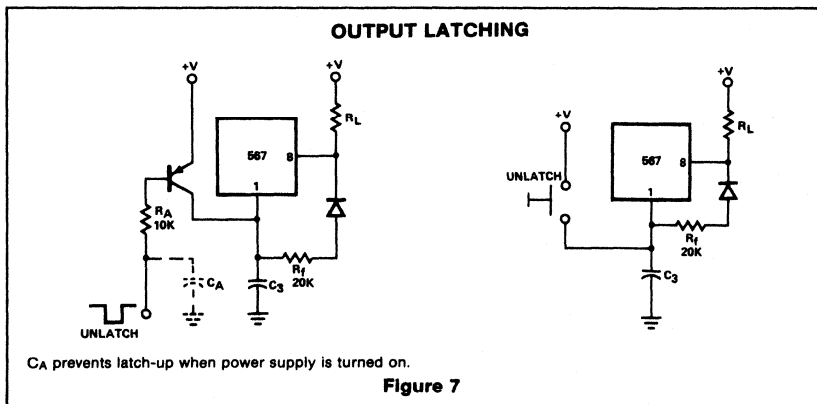 OUTPUT LATCHING
+V
+V
RL
567
8
1
RA
10K
CA
C3
Rf
20K
UNLATCH
+V
+V
RL
567
8
1
UNLATCH
Rf
20K
C3
CA prevents latch-up when power supply is turned on.
Figure 7